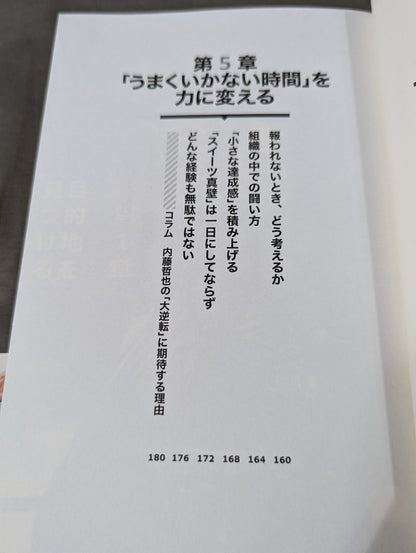 第5章
「うまくいかない時間」を
力に変える
報われないとき、どう考えるか 160
組織の中での闘い方 164
「小さな達成感」を積み上げる 168
「スイーツ真壁」は一日にしてならず 172
どんな経験も無駄ではない 176
コラム 内藤哲也の「大逆転」に期待する理由 180